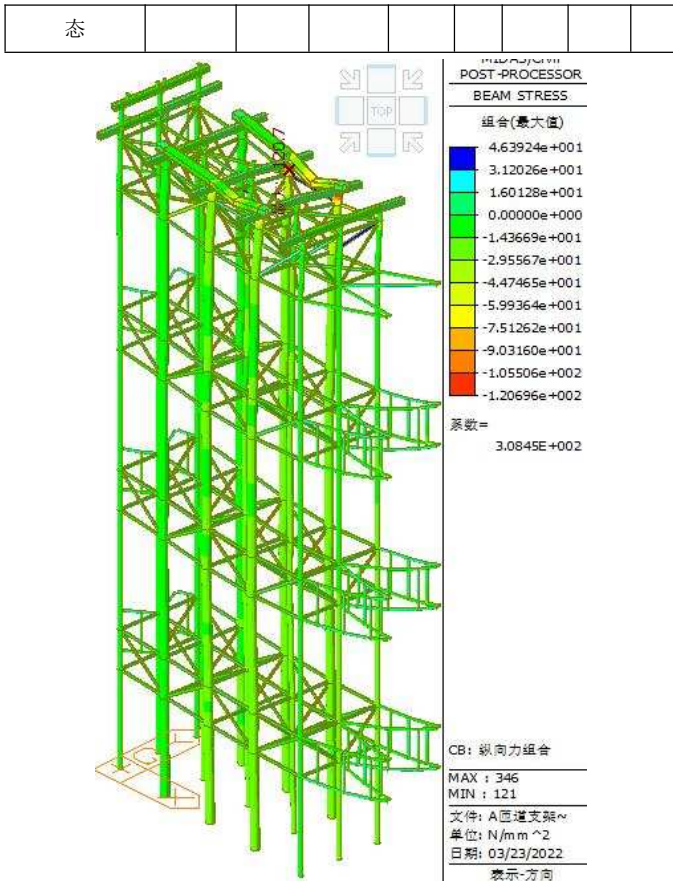 态
MIDAS/Civil
POST-PROCESSOR
BEAM STRESS
组合(最大值)
4.63924e+001
3.12026e+001
1.60128e+001
0.00000e+000
-1.43669e+001
-2.95567e+001
-4.47465e+001
-5.99364e+001
-7.51262e+001
-9.03160e+001
-1.05506e+002
-1.20696e+002
系数=
3.0845E+002
TOP
CB: 纵向力组合
MAX : 346
MIN : 121
文件: A匝道支架~
单位: N/mm^2
日期: 03/23/2022
表示-方向